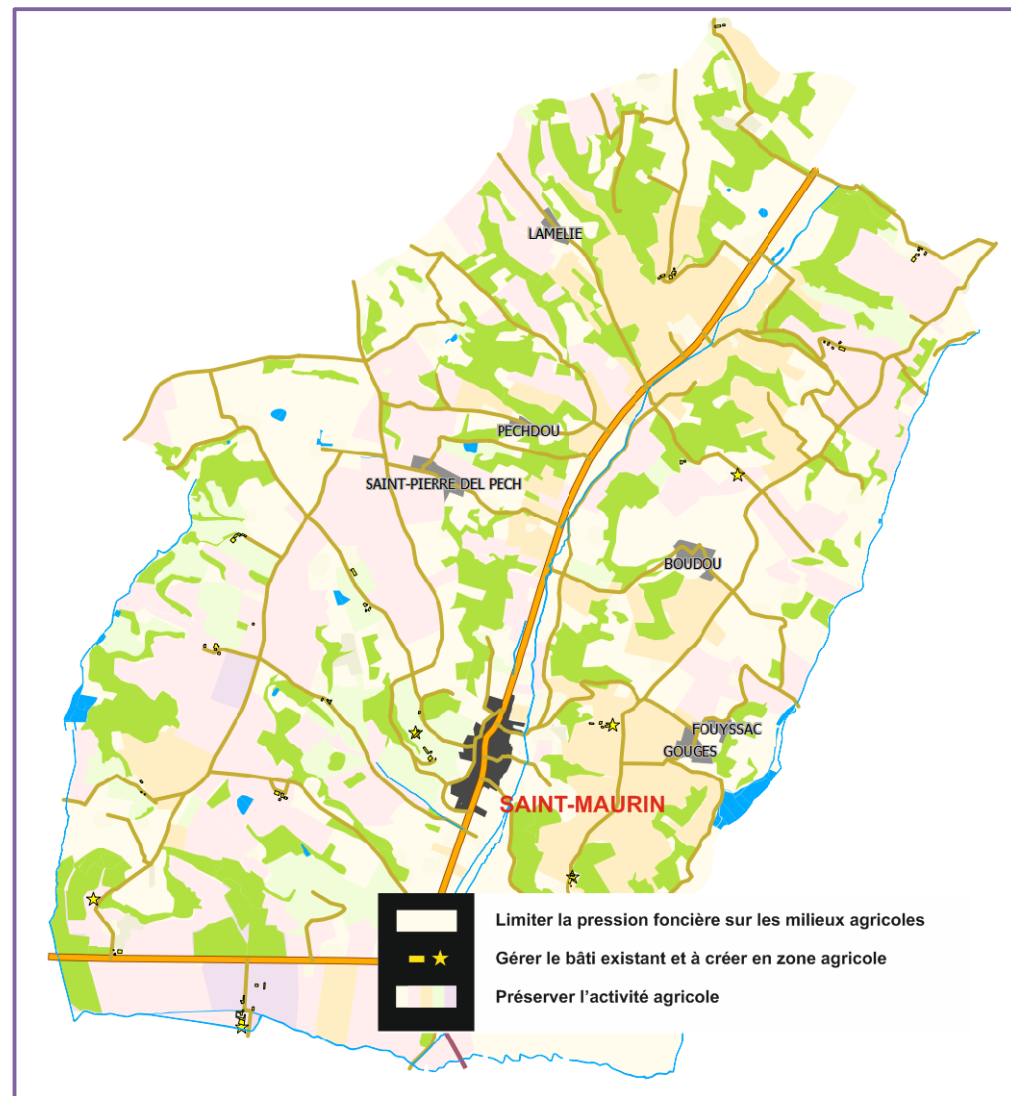 LAMELIE
PECHDOU
SAINT-PIERRE DEL PECH
BOUDOU
FOUYSSAC
GOUGES
SAINT-MAURIN
Limiter la pression foncière sur les milieux agricoles
Gérer le bâti existant et à créer en zone agricole
Préserver l'activité agricole